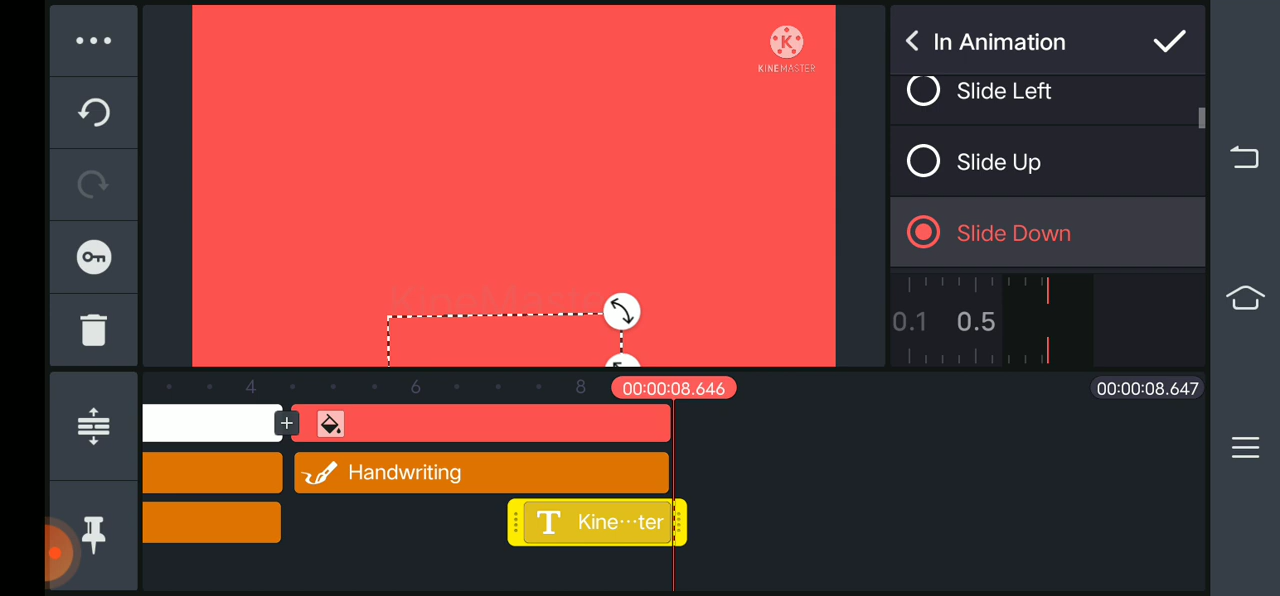 KINEMASTER
In Animation
Slide Left
Slide Up
Slide Down
0.1 0.5
KineMaste
4 6 8
00:00:08.646
00:00:08.647
Handwriting
T Kine···ter